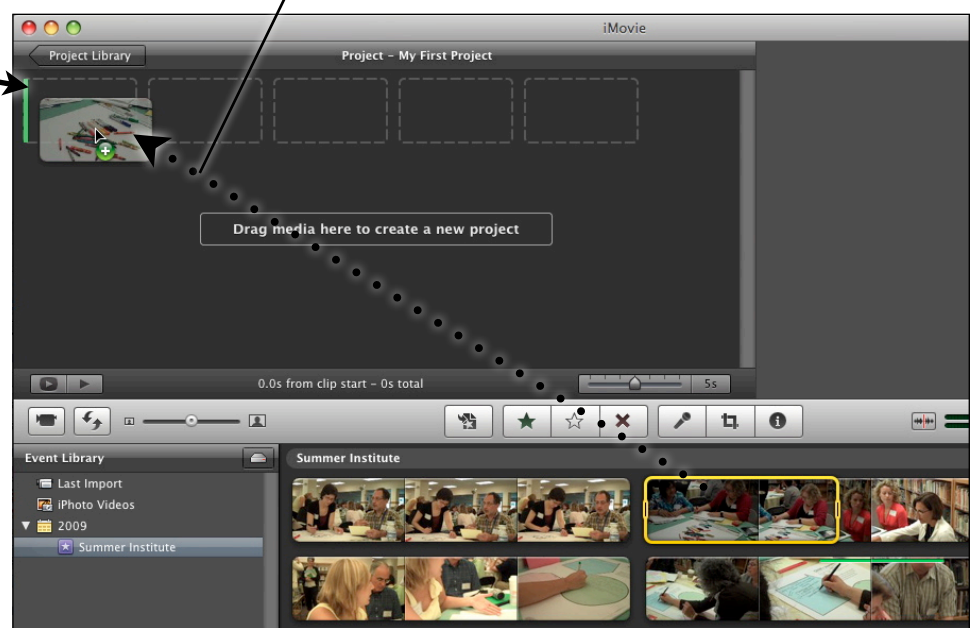 iMovie
Project Library
Project – My First Project
Drag media here to create a new project
0.0s from clip start – 0s total
5s
Event Library
Summer Institute
Last Import
iPhoto Videos
2009
Summer Institute